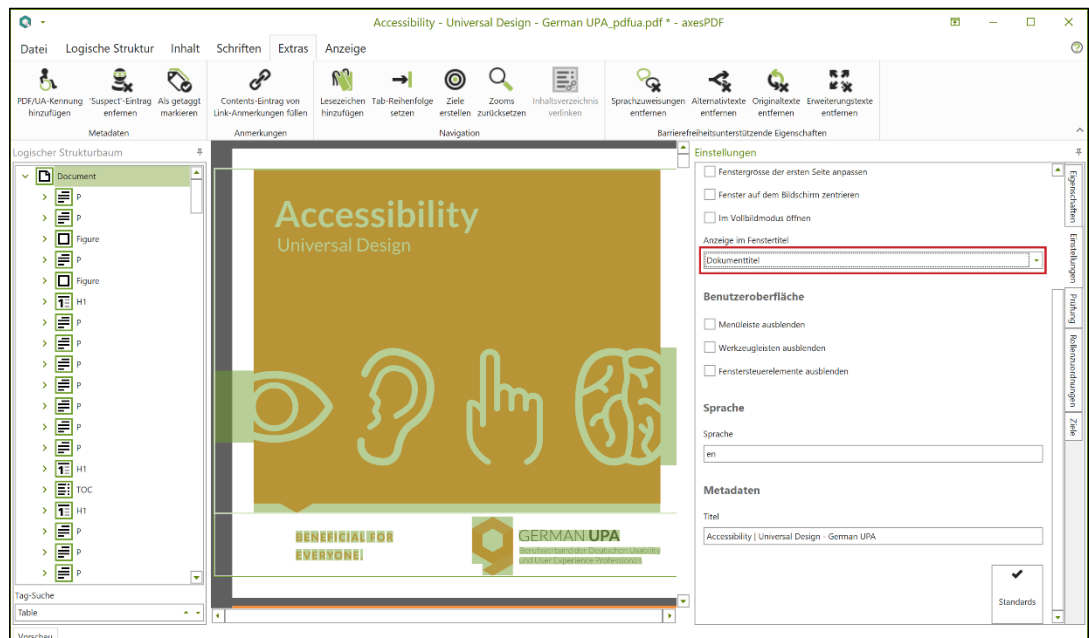 Accessibility - Universal Design - German UPA_pdfua.pdf * - axesPDF
Datei Logische Struktur Inhalt Schriften Extras Anzeige
PDF/UA-Kennung hinzufügen
'Suspect'-Eintrag entfernen
Als getaggt markieren
Metadaten
Contents-Eintrag von Link-Anmerkungen füllen
Anmerkungen
Lesezeichen hinzufügen
Tab-Reihenfolge setzen
Ziele erstellen
Zooms zurücksetzen
Inhaltsverzeichnis verlinken
Navigation
Sprachzuweisungen entfernen
Alternativtexte entfernen
Originaltexte entfernen
Erweiterungstexte entfernen
Barrierefreiheitsunterstützende Eigenschaften
Logischer Strukturbaum
Document
P
P
Figure
P
Figure
H1
P
P
P
P
P
P
P
H1
TOC
H1
P
P
P
Tag-Suche
Table
Vorschau
Accessibility
Universal Design
BENEFICIAL FOR
EVERYONE!
GERMAN UPA
Berufsverband der Deutschen Usability
und User Experience Professionals
Einstellungen
Fenstergrösse der ersten Seite anpassen
Fenster auf dem Bildschirm zentrieren
Im Vollbildmodus öffnen
Anzeige im Fenstertitel
Dokumenttitel
Benutzeroberfläche
Menüleiste ausblenden
Werkzeugleisten ausblenden
Fenstersteuerelemente ausblenden
Sprache
Sprache
en
Metadaten
Titel
Accessibility | Universal Design - German UPA
Standards
Eigenschaften
Einstellungen
Prüfung
Rollenzuordnungen
Ziele